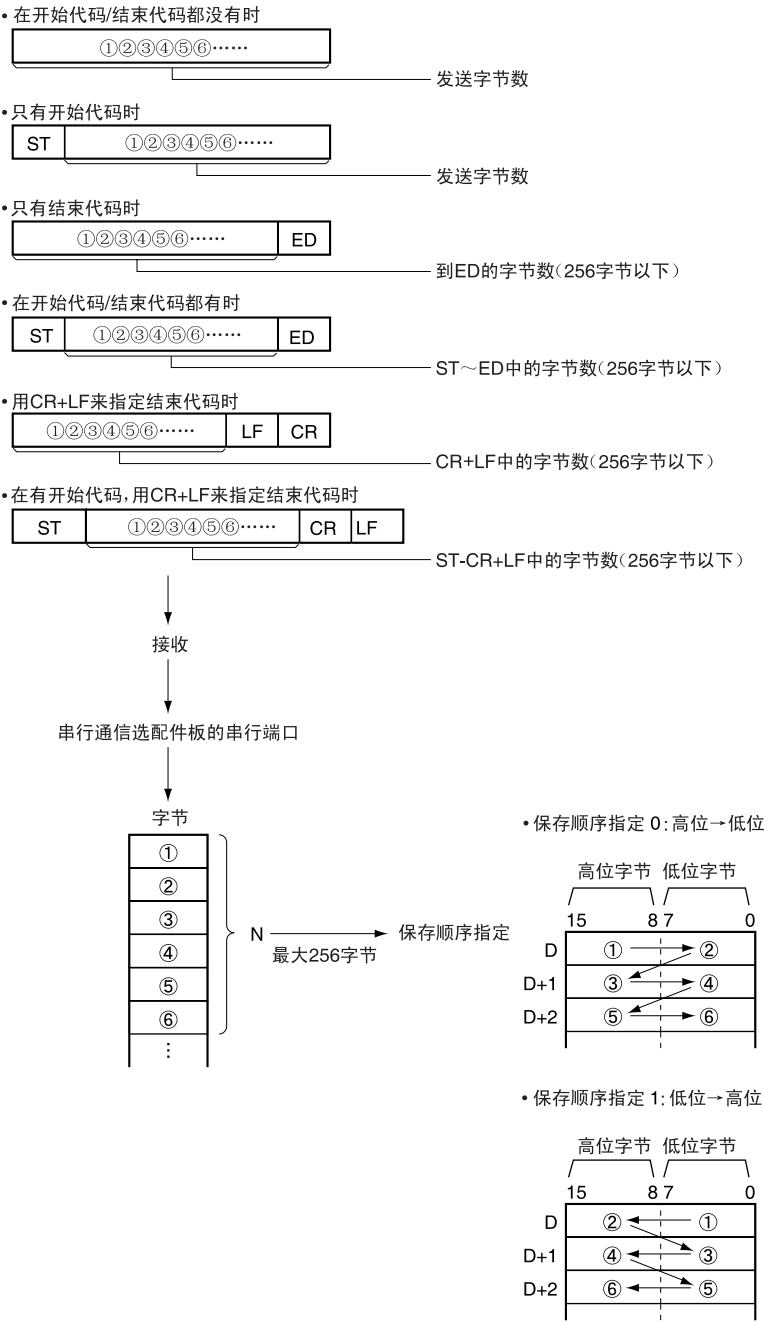 •在开始代码/结束代码都没有时
①②③④⑤⑥……
发送字节数
•只有开始代码时
ST ①②③④⑤⑥……
发送字节数
•只有结束代码时
①②③④⑤⑥…… ED
到ED的字节数(256字节以下)
•在开始代码/结束代码都有时
ST ①②③④⑤⑥…… ED
ST～ED中的字节数(256字节以下)
•用CR+LF来指定结束代码时
①②③④⑤⑥…… LF CR
CR+LF中的字节数(256字节以下)
•在有开始代码,用CR+LF来指定结束代码时
ST ①②③④⑤⑥…… CR LF
ST-CR+LF中的字节数(256字节以下)
接收
串行通信选配件板的串行端口
字节
①
②
③
④
⑤
⑥
⋮
N
最大256字节
保存顺序指定
•保存顺序指定 0:高位→低位
高位字节 低位字节
15 8 7 0
D ① ②
D+1 ③ ④
D+2 ⑤ ⑥
•保存顺序指定 1:低位→高位
高位字节 低位字节
15 8 7 0
D ② ①
D+1 ④ ③
D+2 ⑥ ⑤